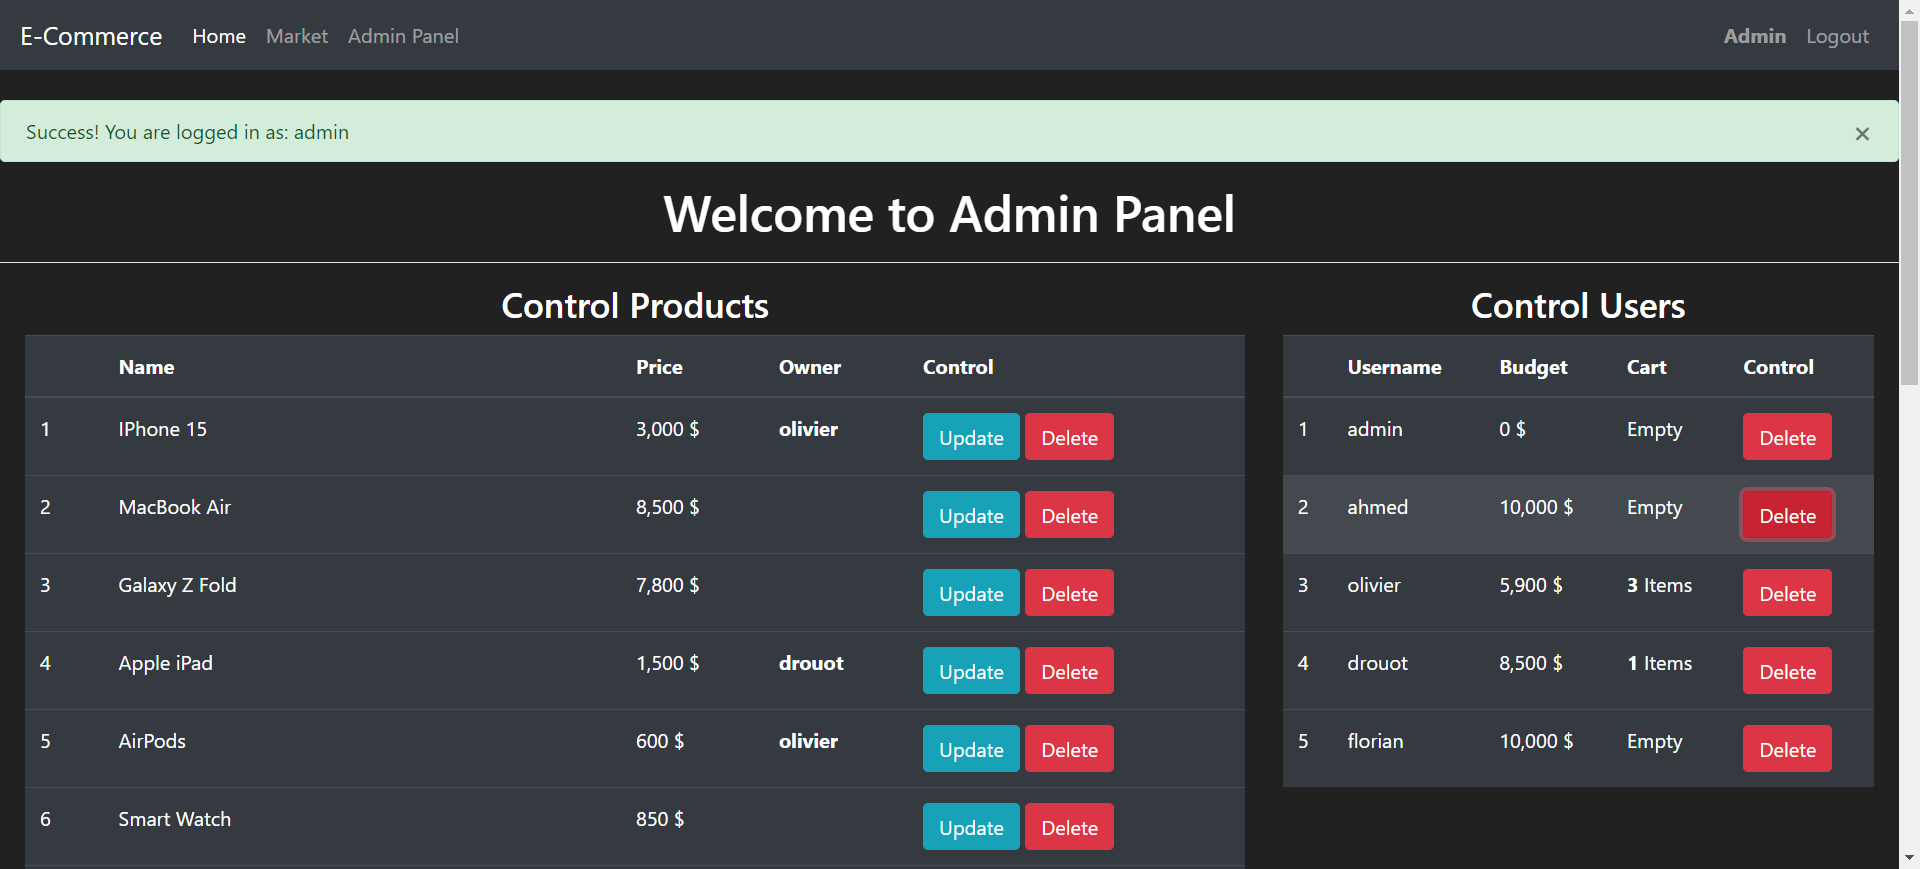 E-Commerce Home Market Admin Panel Admin Logout
Success! You are logged in as: admin ×
Welcome to Admin Panel
Control Products
Name Price Owner Control
1 IPhone 15 3,000 $ olivier Update Delete
2 MacBook Air 8,500 $ Update Delete
3 Galaxy Z Fold 7,800 $ Update Delete
4 Apple iPad 1,500 $ drouot Update Delete
5 AirPods 600 $ olivier Update Delete
6 Smart Watch 850 $ Update Delete
Control Users
Username Budget Cart Control
1 admin 0 $ Empty Delete
2 ahmed 10,000 $ Empty Delete
3 olivier 5,900 $ 3 Items Delete
4 drouot 8,500 $ 1 Items Delete
5 florian 10,000 $ Empty Delete